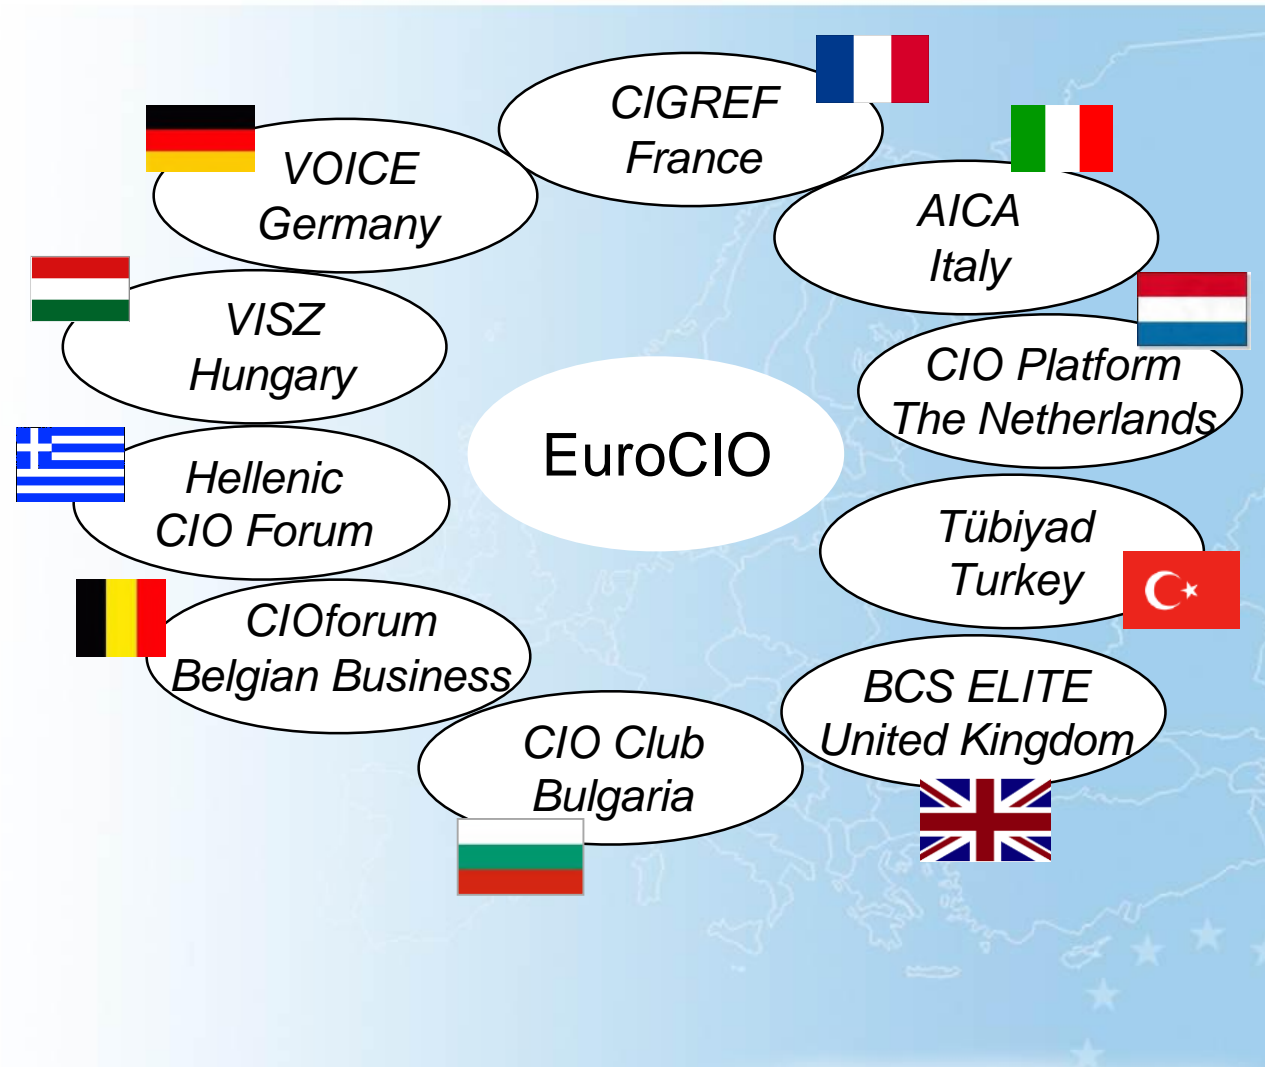 CIGREF
France
VOICE
Germany
AICA
Italy
VISZ
Hungary
CIO Platform
The Netherlands
EuroCIO
Hellenic
CIO Forum
Tübiyad
Turkey
CIOforum
Belgian Business
BCS ELITE
United Kingdom
CIO Club
Bulgaria